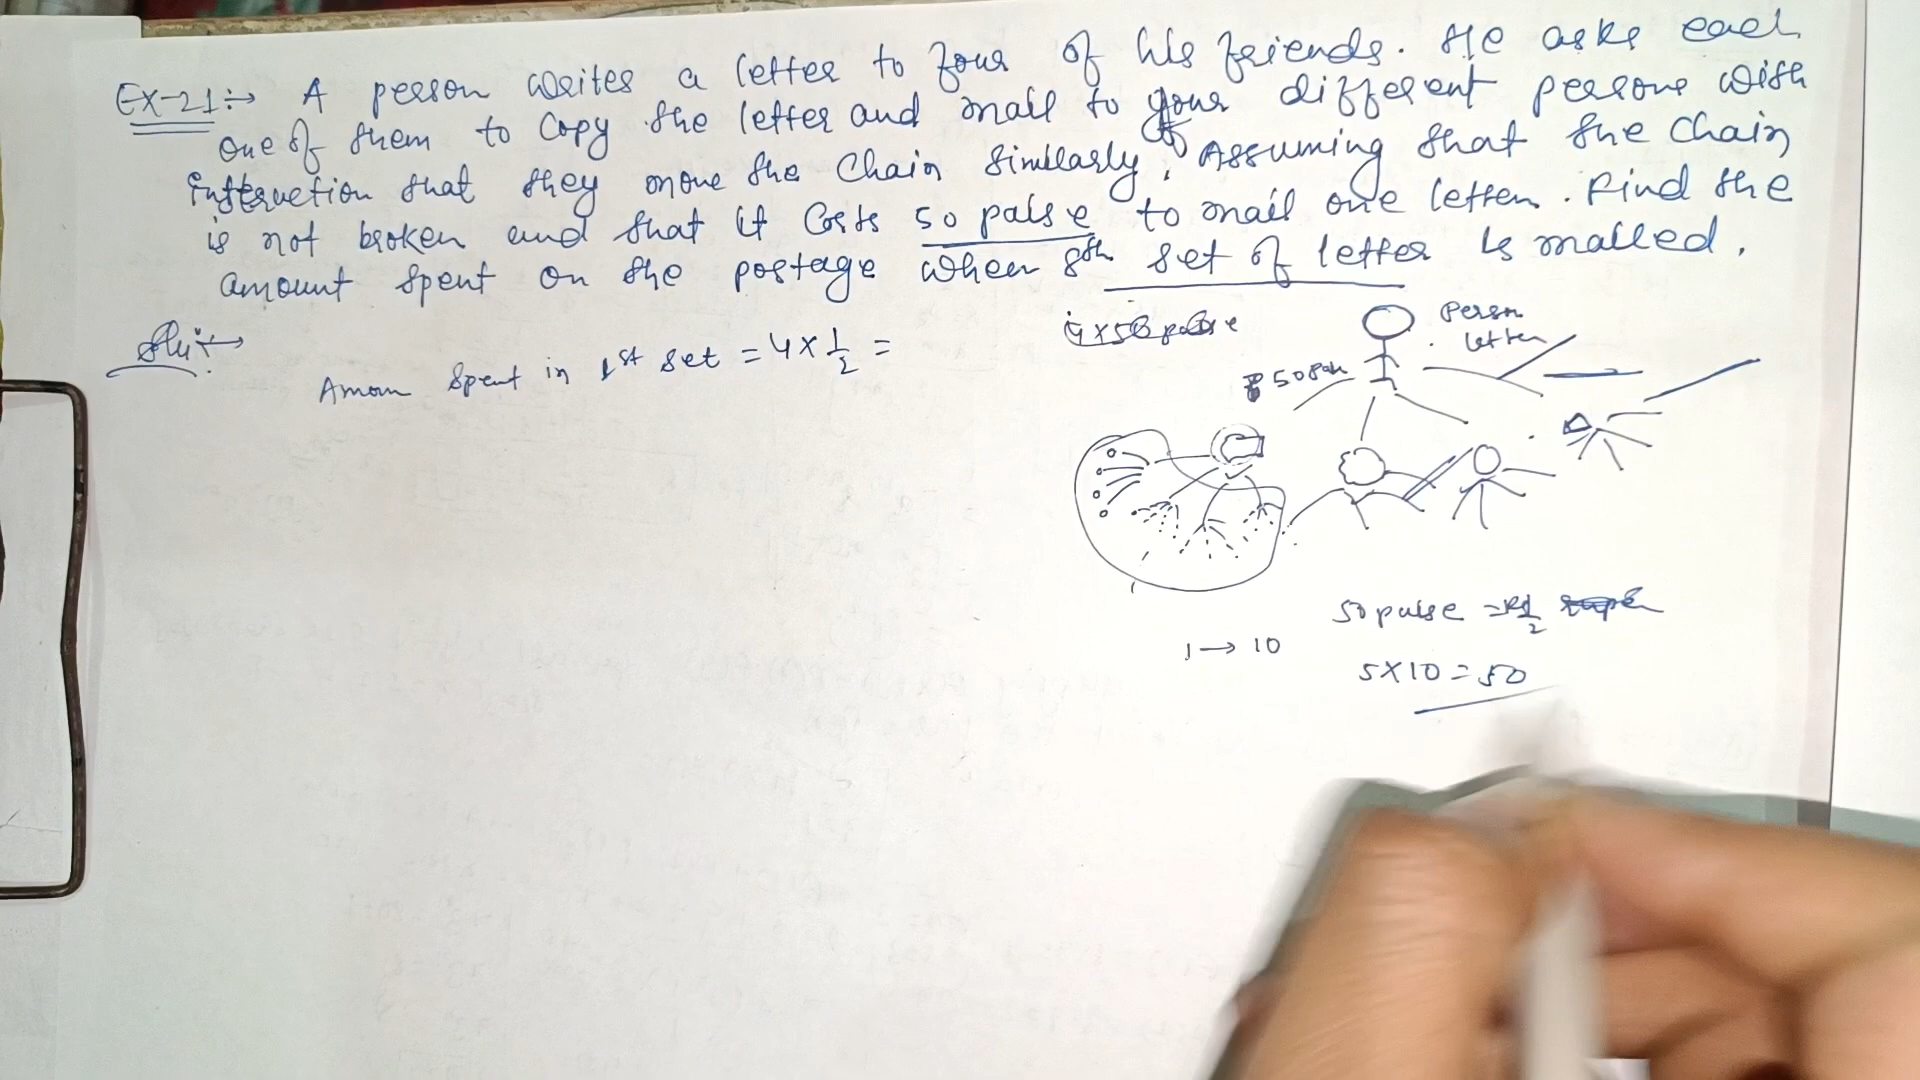 Ex-21:→ A person writes a letter to four of his friends. He asks each
one of them to copy the letter and mail to four different persons with
instruction that they move the chain similarly. Assuming that the chain
is not broken and that it costs 50 paise to mail one letter. Find the
amount spent on the postage when 8th set of letter is mailed.
Amoun spent in 1st set = 4 × 1/2 =
4×50 paise
Person
letter
50 pai
50 paise = 1/2
1 → 10
5×10 = 50